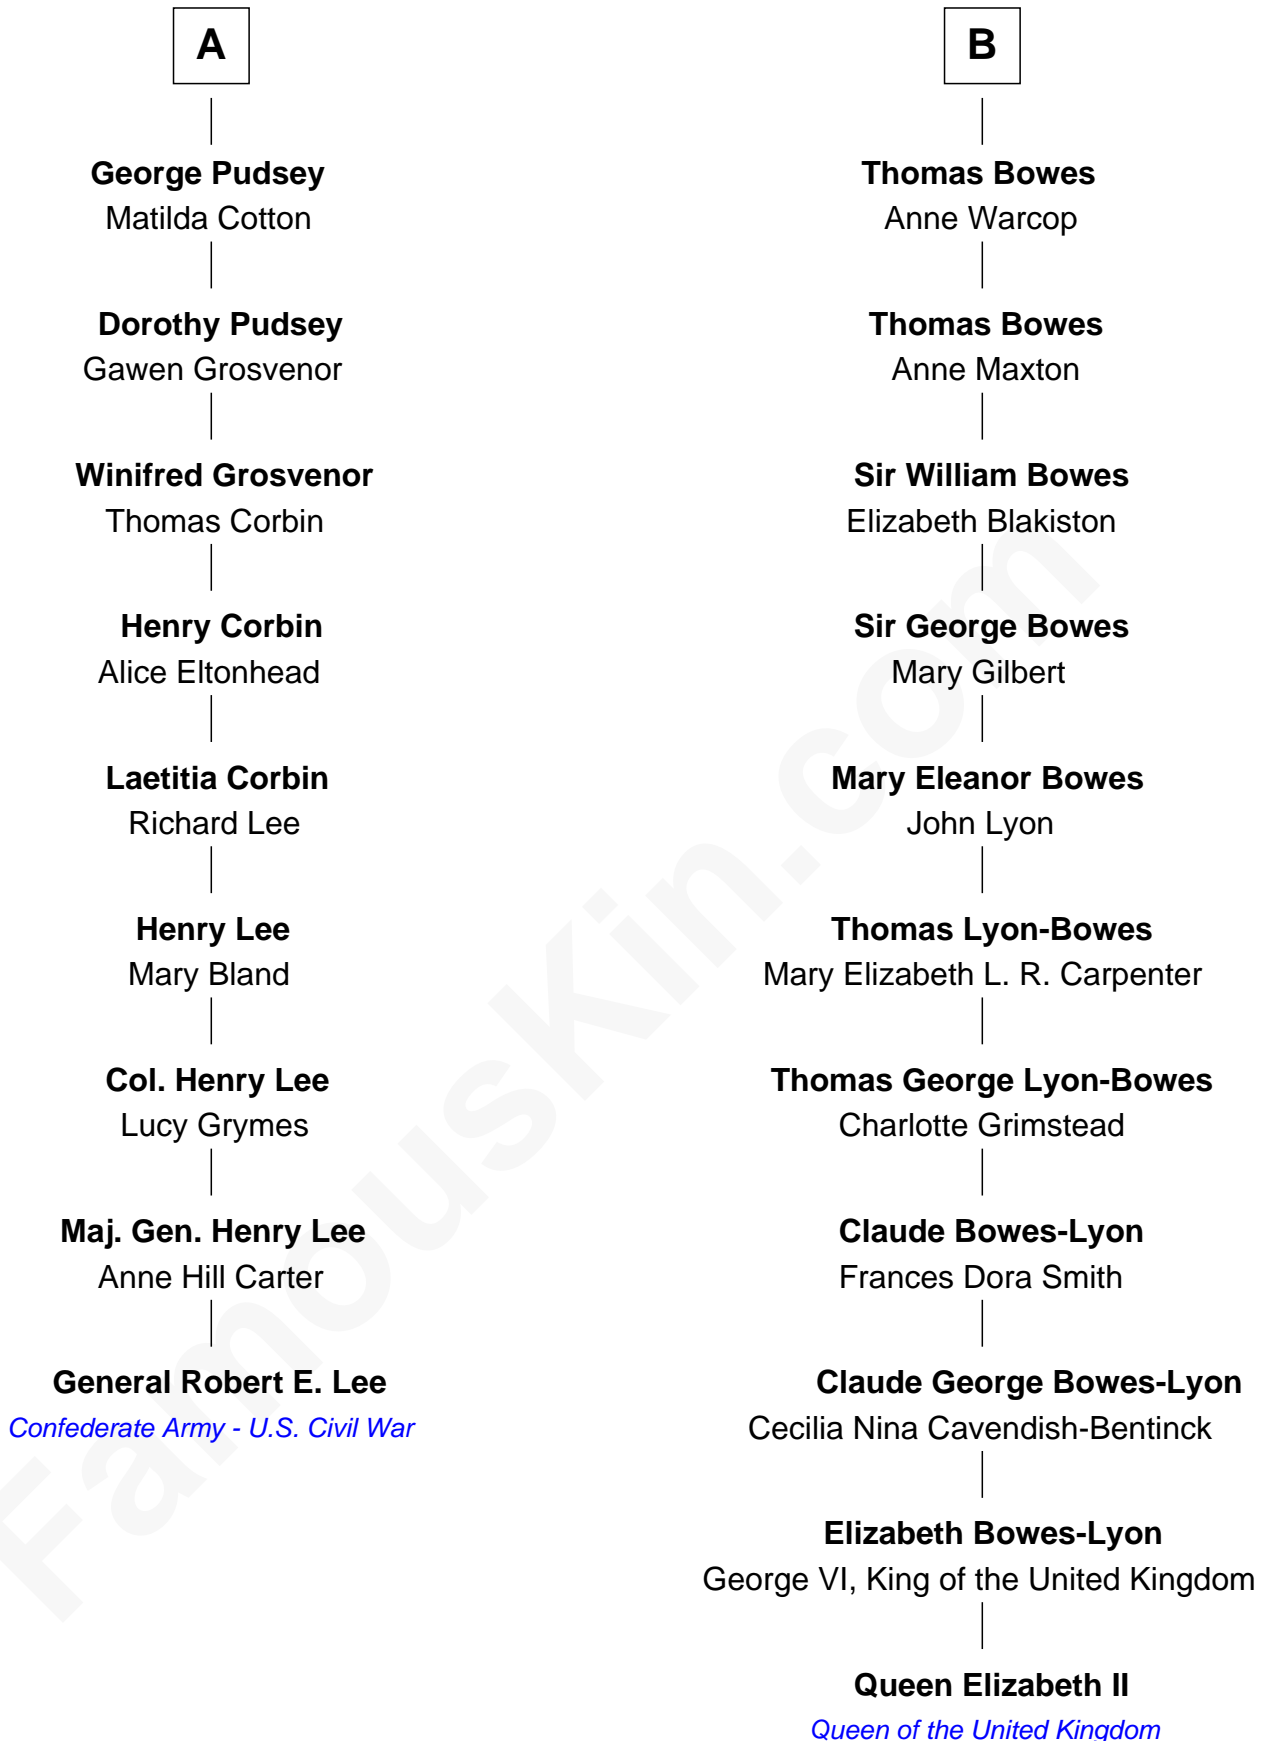 A
George Pudsey
Matilda Cotton
Dorothy Pudsey
Gawen Grosvenor
Winifred Grosvenor
Thomas Corbin
Henry Corbin
Alice Eltonhead
Laetitia Corbin
Richard Lee
Henry Lee
Mary Bland
Col. Henry Lee
Lucy Grymes
Maj. Gen. Henry Lee
Anne Hill Carter
General Robert E. Lee
Confederate Army - U.S. Civil War
B
Thomas Bowes
Anne Warcop
Thomas Bowes
Anne Maxton
Sir William Bowes
Elizabeth Blakiston
Sir George Bowes
Mary Gilbert
Mary Eleanor Bowes
John Lyon
Thomas Lyon-Bowes
Mary Elizabeth L. R. Carpenter
Thomas George Lyon-Bowes
Charlotte Grimstead
Claude Bowes-Lyon
Frances Dora Smith
Claude George Bowes-Lyon
Cecilia Nina Cavendish-Bentinck
Elizabeth Bowes-Lyon
George VI, King of the United Kingdom
Queen Elizabeth II
Queen of the United Kingdom
FamousKin.com